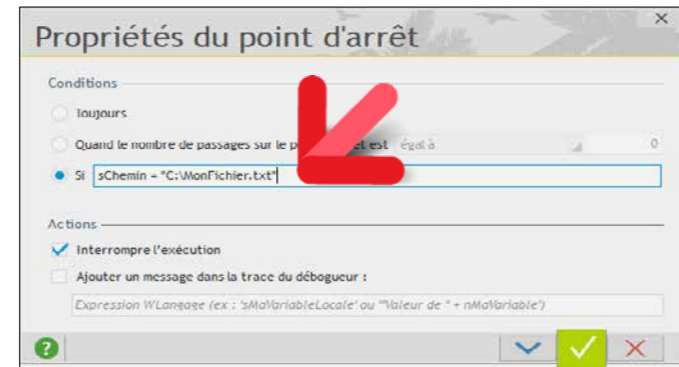 Propriétés du point d'arrêt
Conditions
Toujours
Quand le nombre de passages sur le et est égal à 0
Si sChemin = "C:\MonFichier.txt"
Actions
Interrompre l'exécution
Ajouter un message dans la trace du débogueur :
Expression WLangage (ex : 'sMaVariableLocale' ou '"Valeur de " + nMaVariable')